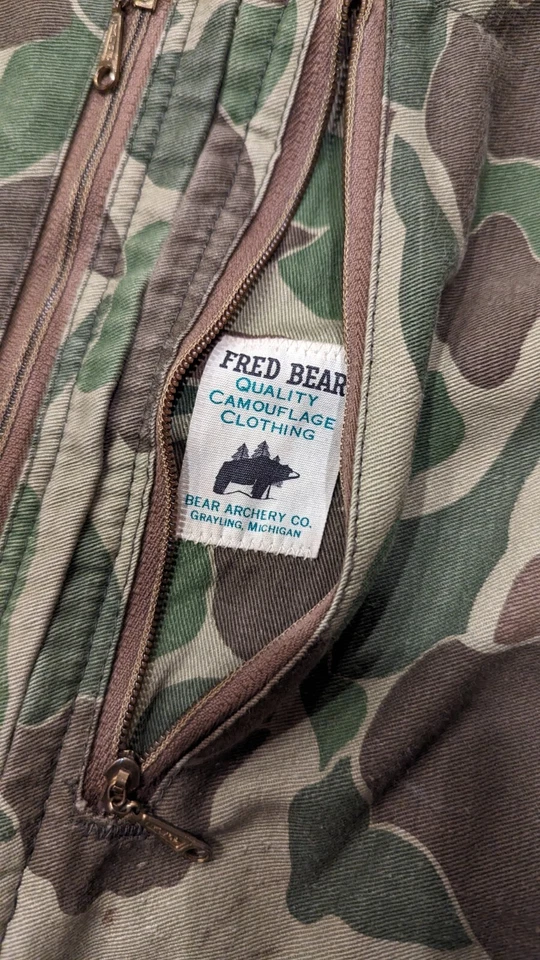 FRED BEAR
QUALITY
CAMOUFLAGE
CLOTHING
BEAR ARCHERY CO.
GRAYLING, MICHIGAN